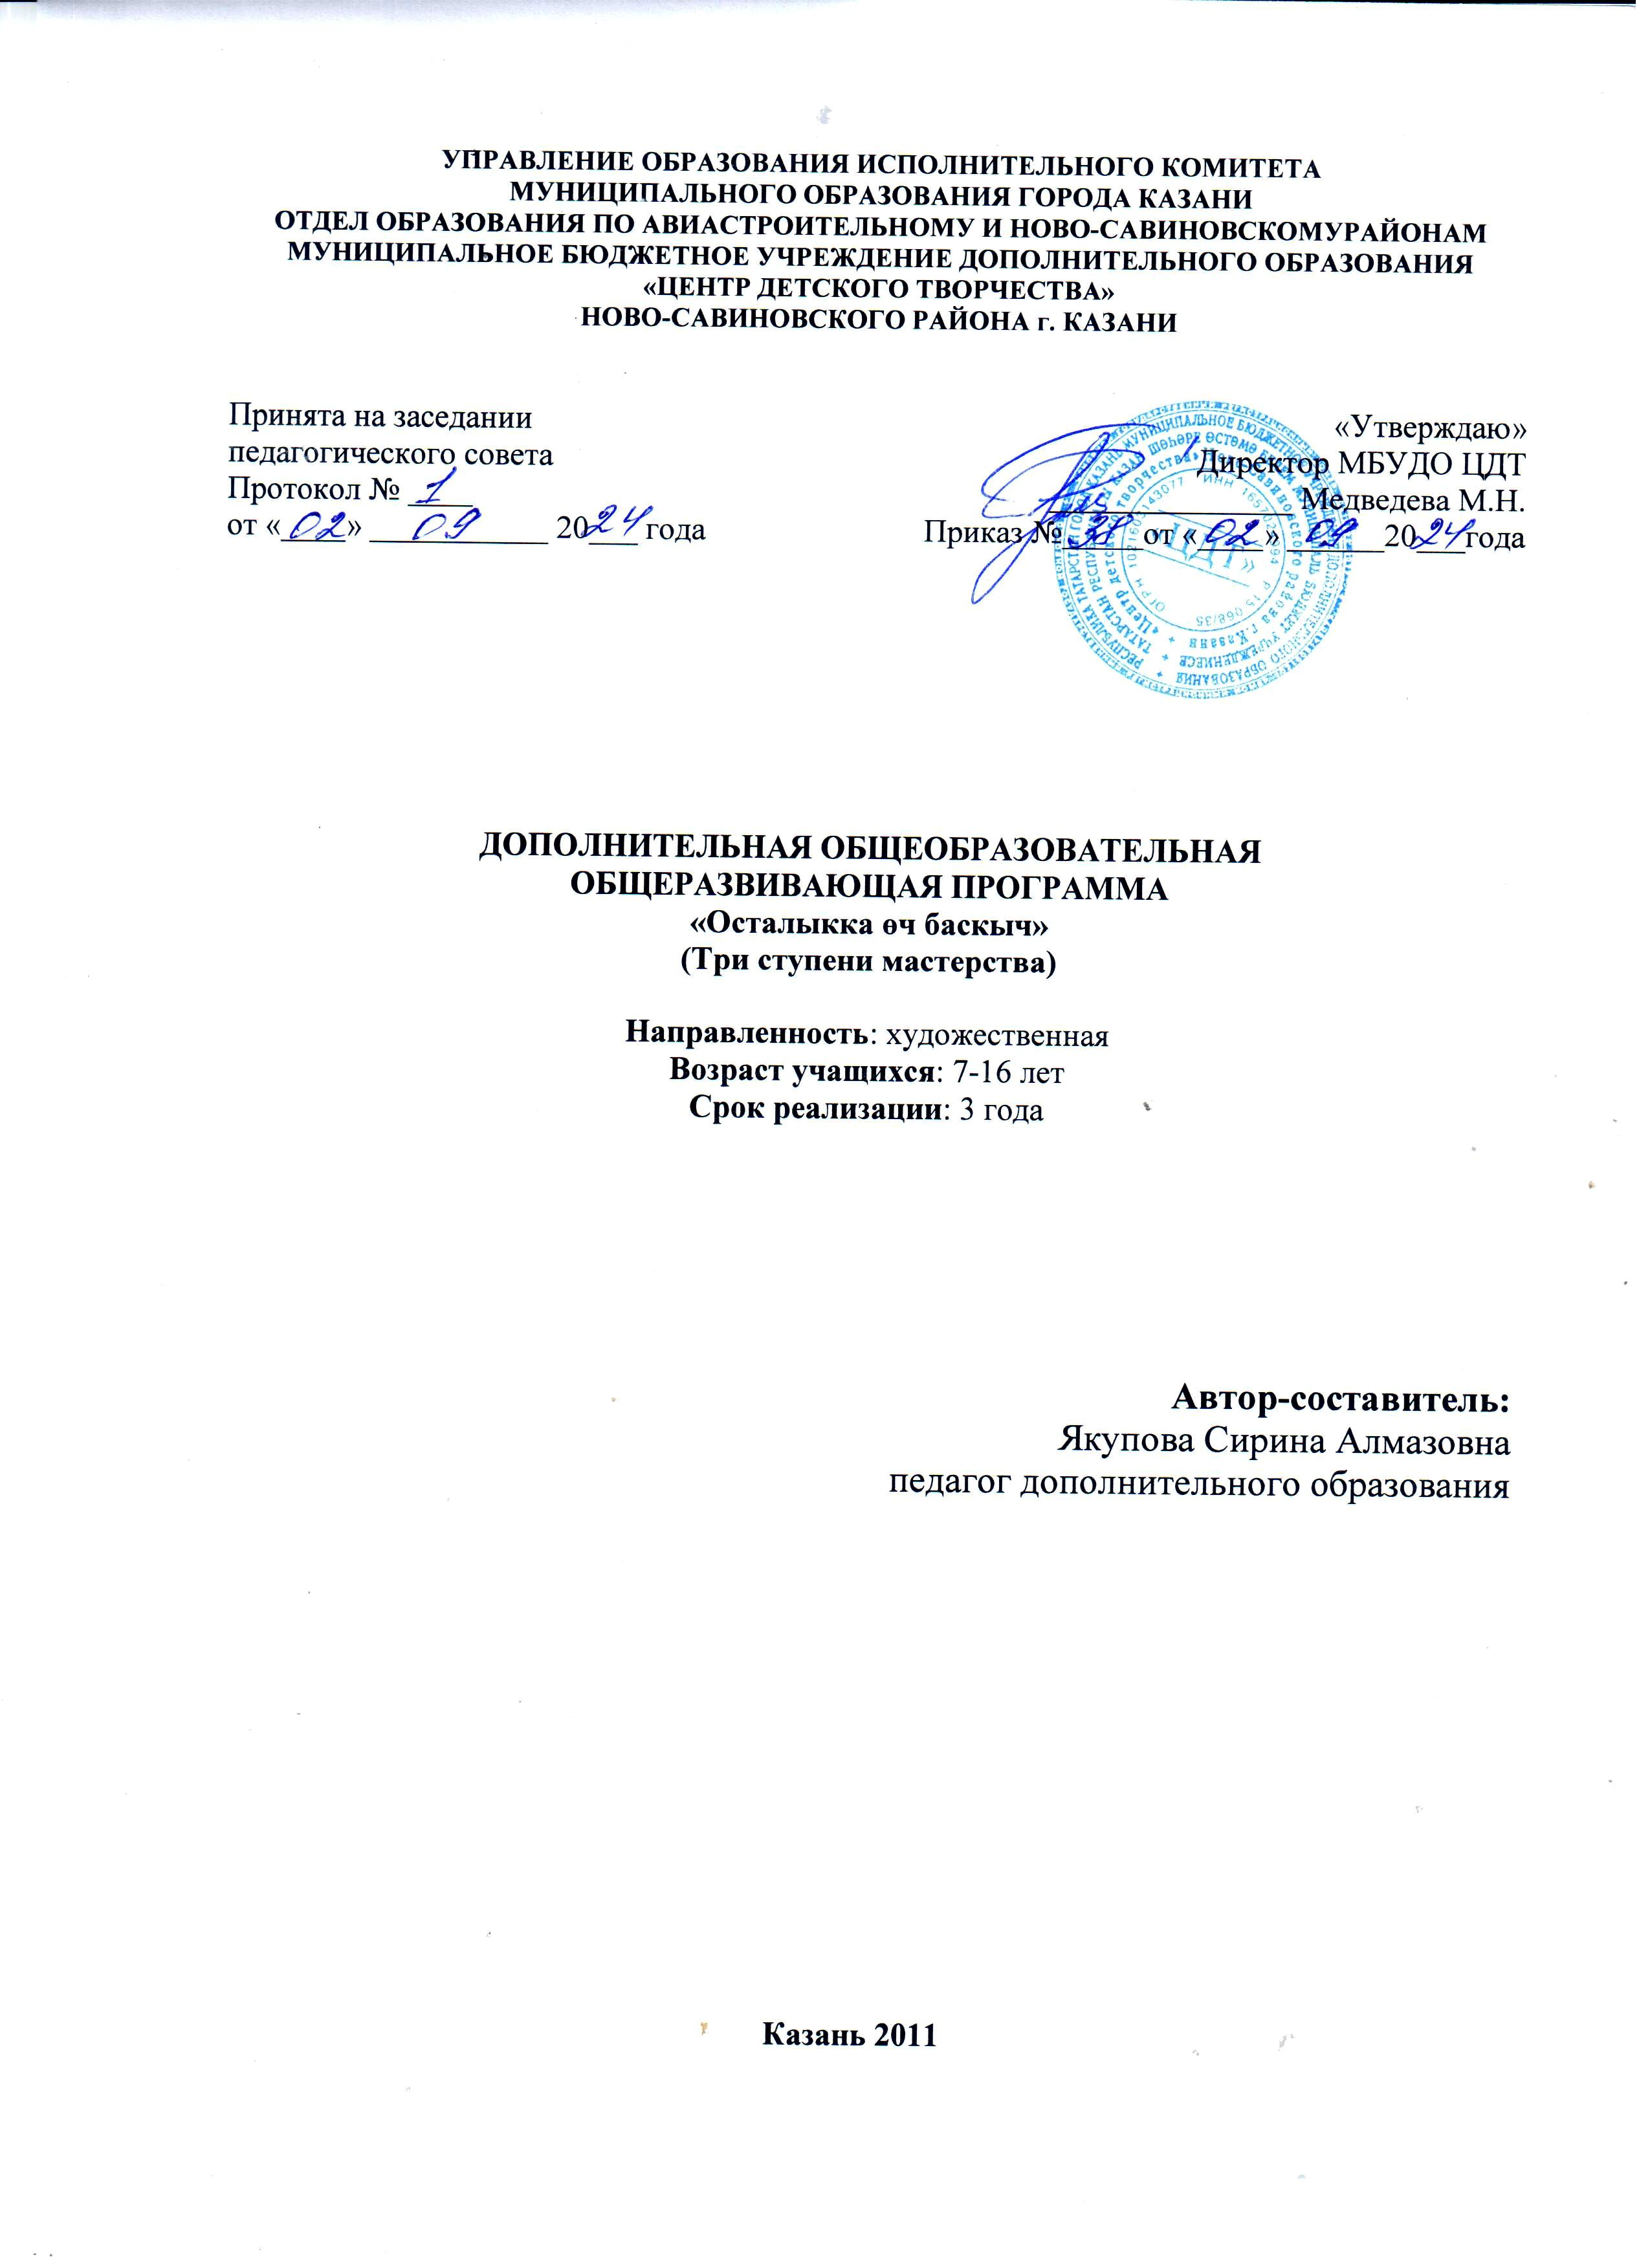 УПРАВЛЕНИЕ ОБРАЗОВАНИЯ ИСПОЛНИТЕЛЬНОГО КОМИТЕТА
МУНИЦИПАЛЬНОГО ОБРАЗОВАНИЯ ГОРОДА КАЗАНИ
ОТДЕЛ ОБРАЗОВАНИЯ ПО АВИАСТРОИТЕЛЬНОМУ И НОВО-САВИНОВСКОМУРАЙОНАМ
МУНИЦИПАЛЬНОЕ БЮДЖЕТНОЕ УЧРЕЖДЕНИЕ ДОПОЛНИТЕЛЬНОГО ОБРАЗОВАНИЯ
«ЦЕНТР ДЕТСКОГО ТВОРЧЕСТВА»
НОВО-САВИНОВСКОГО РАЙОНА г. КАЗАНИ
Принята на заседании
педагогического совета
Протокол № 1
от «02» 09 2024 года
«Утверждаю»
Директор МБУДО ЦДТ
Медведева М.Н.
Приказ № 31 от «02» 09 2024 года
«ЦДТ»
ДОПОЛНИТЕЛЬНАЯ ОБЩЕОБРАЗОВАТЕЛЬНАЯ
ОБЩЕРАЗВИВАЮЩАЯ ПРОГРАММА
«Осталыкка өч баскыч»
(Три ступени мастерства)
Направленность: художественная
Возраст учащихся: 7-16 лет
Срок реализации: 3 года
Автор-составитель:
Якупова Сирина Алмазовна
педагог дополнительного образования
Казань 2011